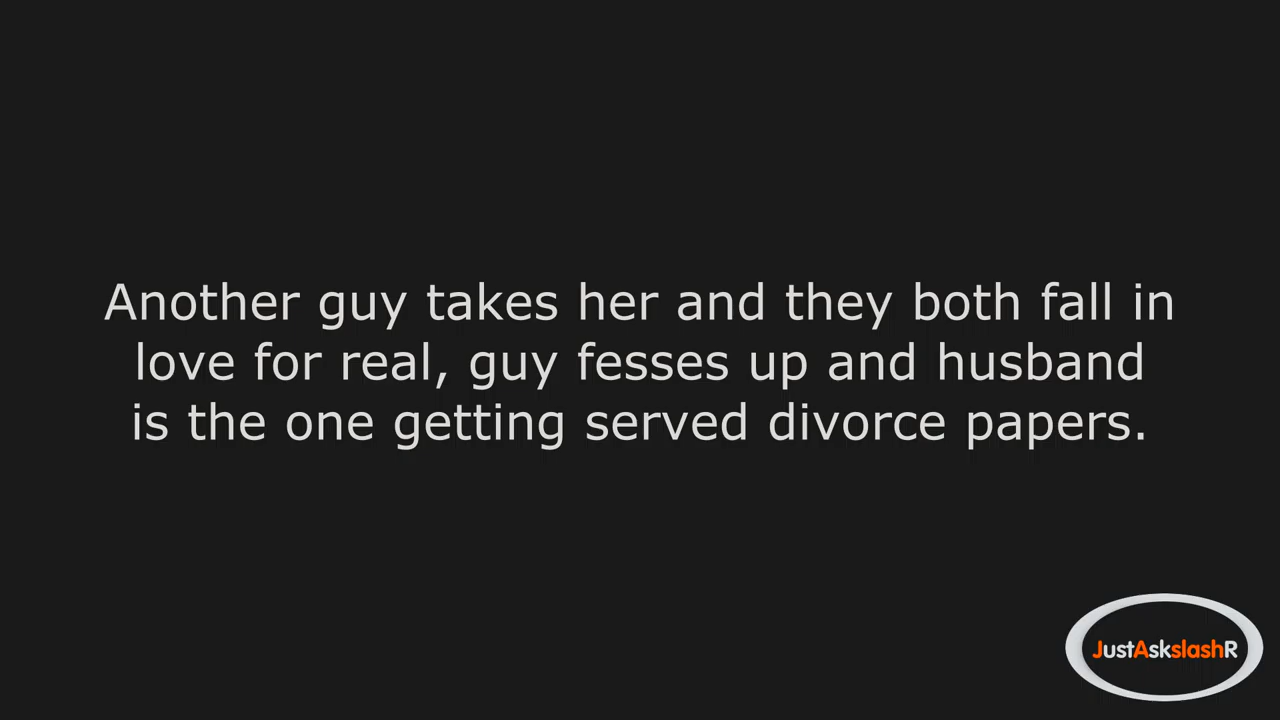 Another guy takes her and they both fall in
love for real, guy fesses up and husband
is the one getting served divorce papers.
JustAskslashR